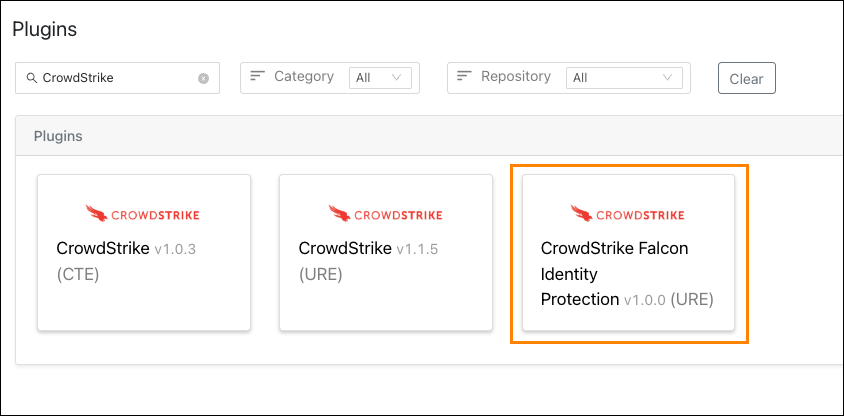 Plugins
CrowdStrike
Category
All
Repository
All
Clear
Plugins
CROWDSTRIKE
CrowdStrike v1.0.3
(CTE)
CROWDSTRIKE
CrowdStrike v1.1.5
(URE)
CROWDSTRIKE
CrowdStrike Falcon
Identity
Protection v1.0.0 (URE)